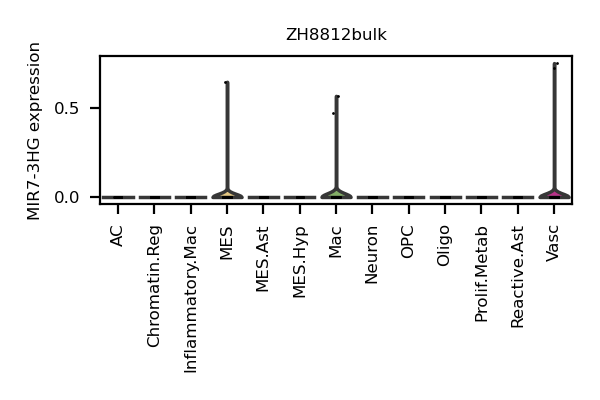 ZH8812bulk
MIR7-3HG expression
0.5
0.0
AC
Chromatin.Reg
Inflammatory.Mac
MES
MES.Ast
MES.Hyp
Mac
Neuron
OPC
Oligo
Prolif.Metab
Reactive.Ast
Vasc